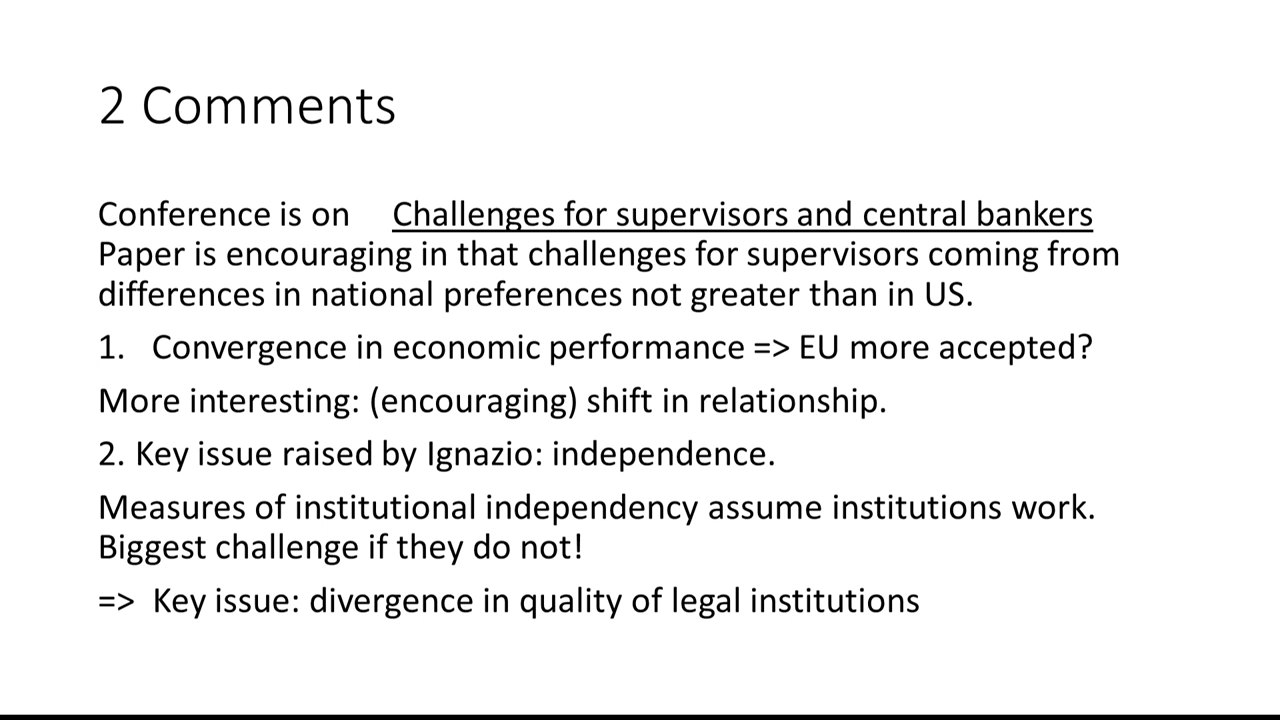 2 Comments
Conference is on Challenges for supervisors and central bankers
Paper is encouraging in that challenges for supervisors coming from
differences in national preferences not greater than in US.
1. Convergence in economic performance => EU more accepted?
More interesting: (encouraging) shift in relationship.
2. Key issue raised by Ignazio: independence.
Measures of institutional independency assume institutions work.
Biggest challenge if they do not!
=> Key issue: divergence in quality of legal institutions